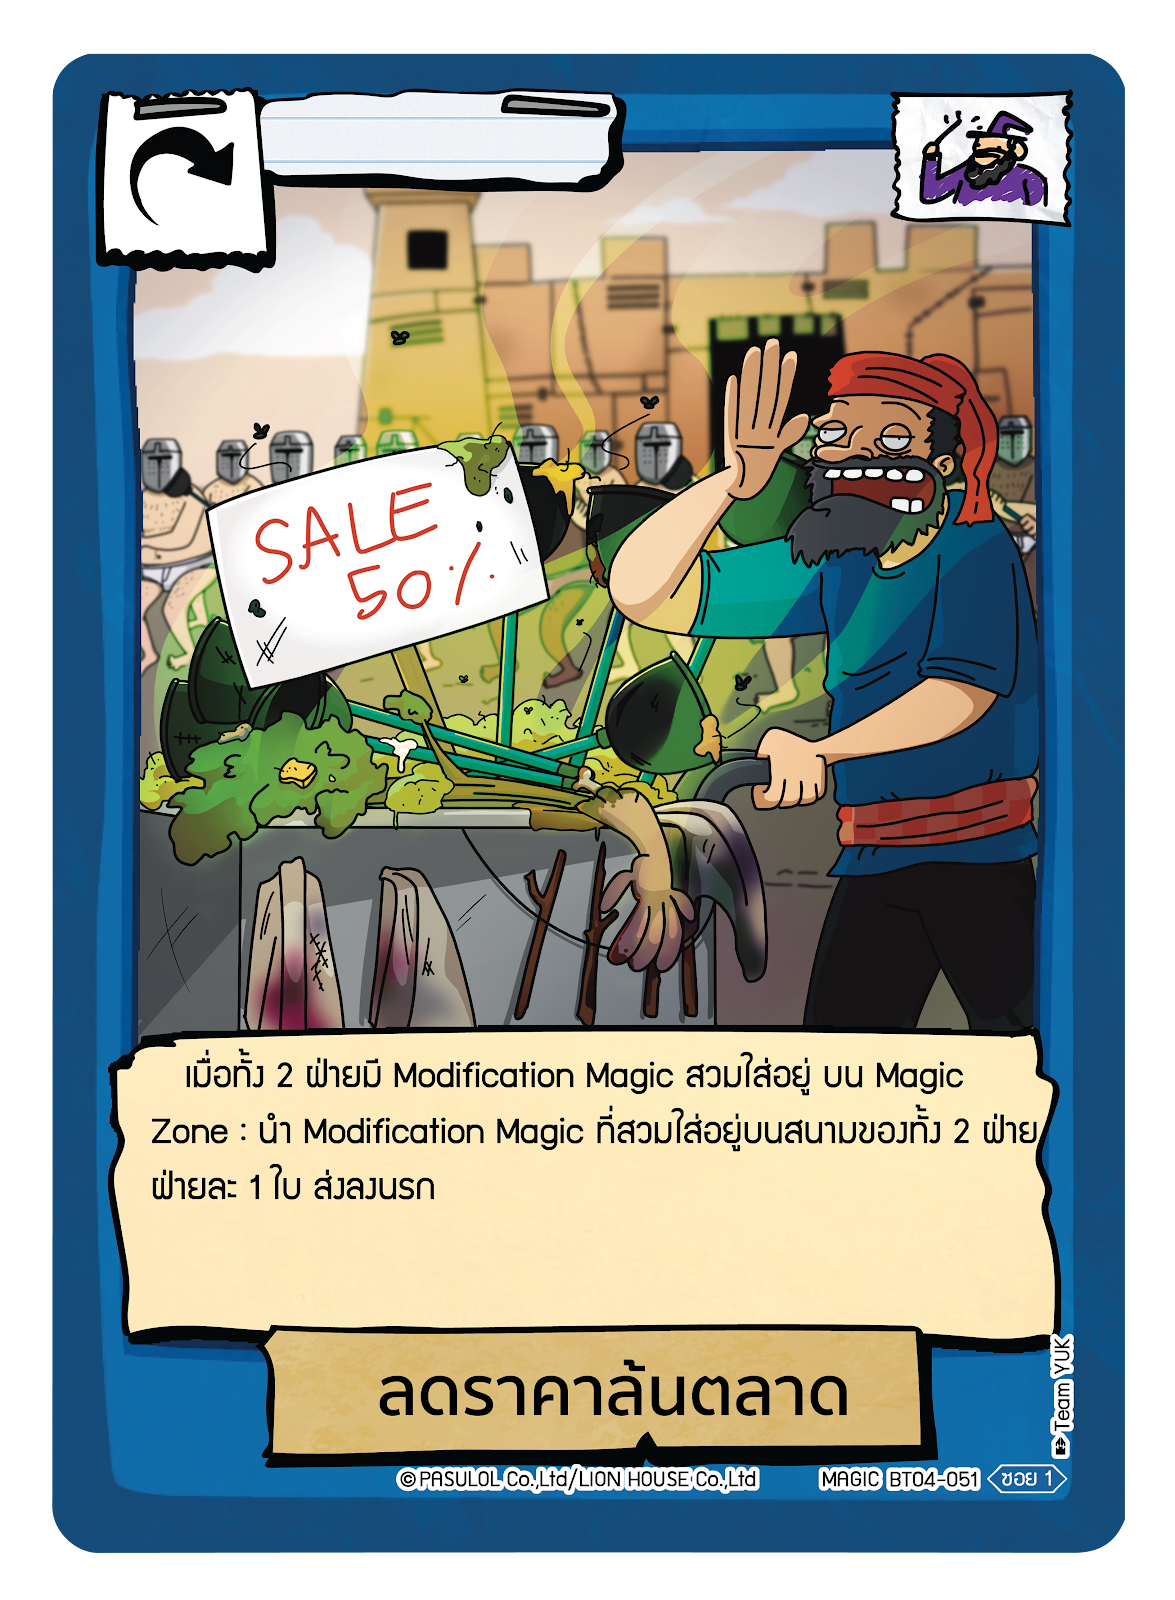 SALE
50%
เมื่อทั้ง 2 ฝ่ายมี Modification Magic สวมใส่อยู่ บน Magic
Zone : นำ Modification Magic ที่สวมใส่อยู่บนสนามของทั้ง 2 ฝ่าย
ฝ่ายละ 1 ใบ ส่งลงนรก
ลดราคาล้นตลาด
Team YUK
© PASULOL Co.,Ltd/LION HOUSE Co.,Ltd
MAGIC BT04-051 ซอย 1